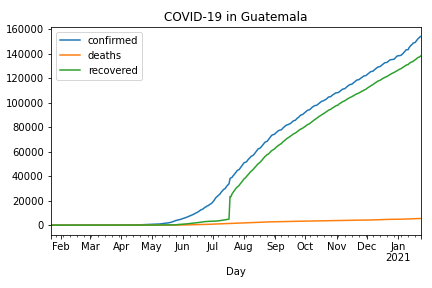 COVID-19 in Guatemala
confirmed
deaths
recovered
160000
140000
120000
100000
80000
60000
40000
20000
0
Feb Mar Apr May Jun Jul Aug Sep Oct Nov Dec Jan
2021
Day